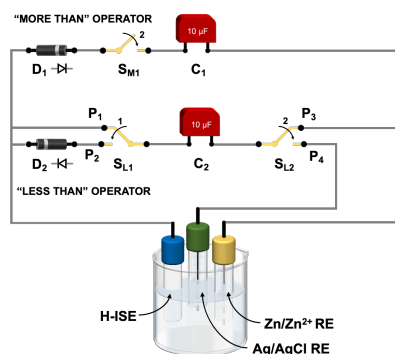 “MORE THAN” OPERATOR
2
10 µF
D1
SM1
C1
P1
1
10 µF
2
P3
P2
P4
D2
SL1
C2
SL2
“LESS THAN” OPERATOR
H-ISE
Zn/Zn2+ RE
Ag/AgCl RE